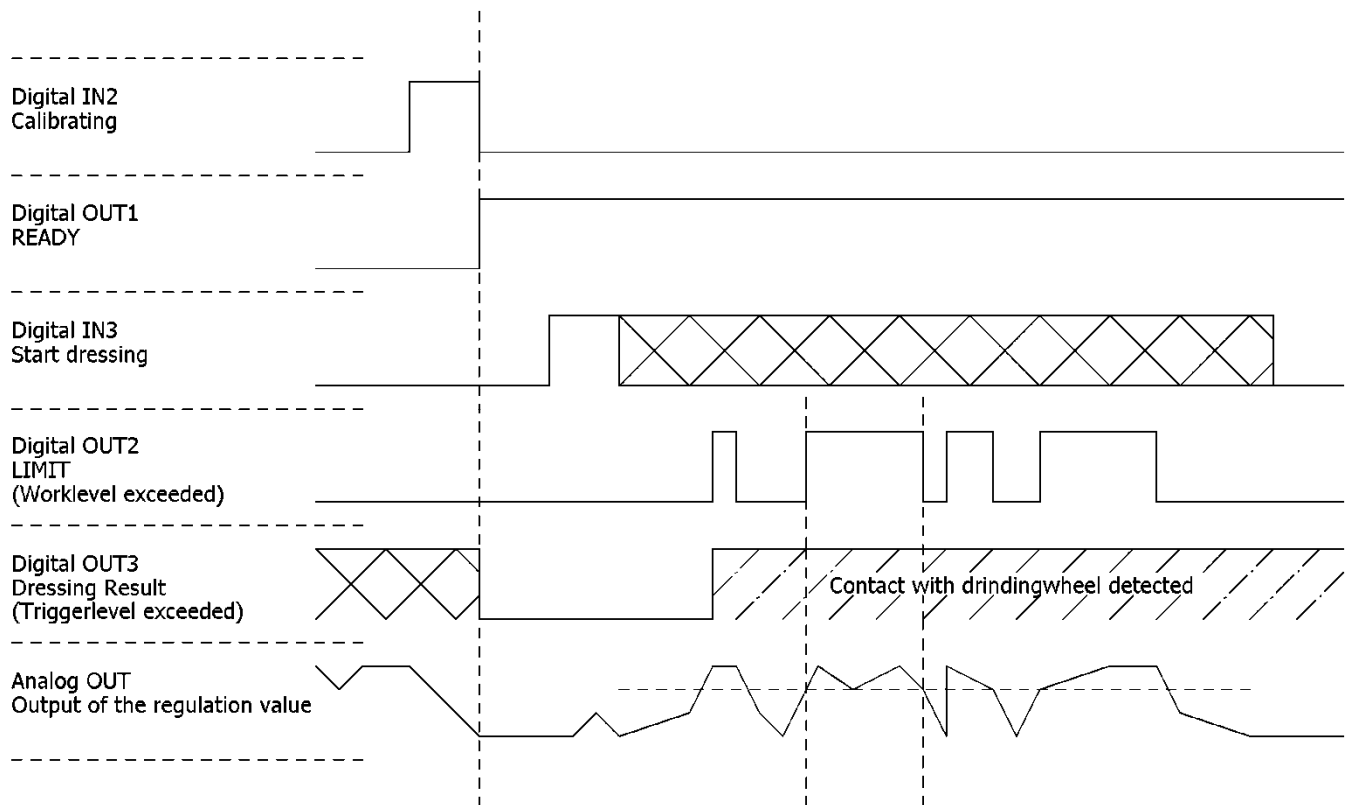 Digital IN2
Calibrating
Digital OUT1
READY
Digital IN3
Start dressing
Digital OUT2
LIMIT
(Worklevel exceeded)
Digital OUT3
Dressing Result
(Triggerlevel exceeded)
Contact with drindingwheel detected
Analog OUT
Output of the regulation value